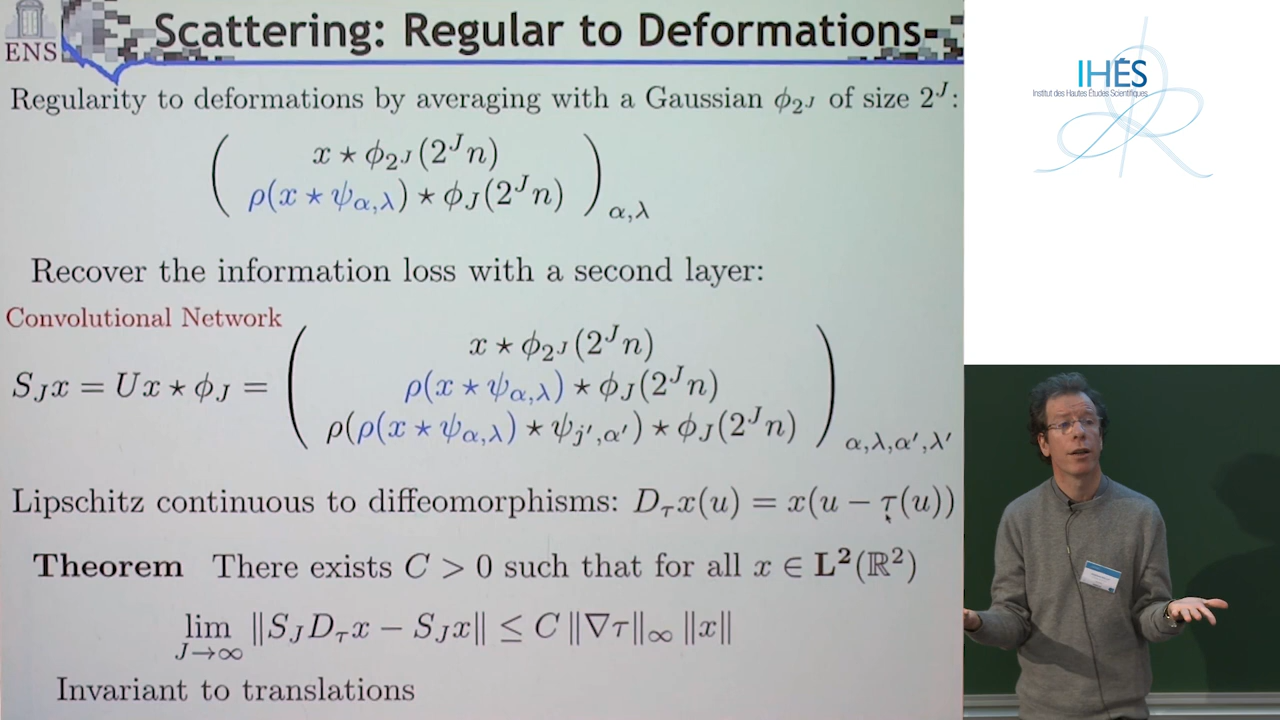 ENS
Scattering: Regular to Deformations
Regularity to deformations by averaging with a Gaussian ϕ_{2^J} of size 2^J:
( x ⋆ ϕ_{2^J}(2^J n)
ρ(x ⋆ ψ_{α,λ}) ⋆ ϕ_J(2^J n) )_{α,λ}
Recover the information loss with a second layer:
Convolutional Network
x ⋆ ϕ_{2^J}(2^J n)
S_J x = U x ⋆ ϕ_J = ( ρ(x ⋆ ψ_{α,λ}) ⋆ ϕ_J(2^J n)
ρ(ρ(x ⋆ ψ_{α,λ}) ⋆ ψ_{j',α'}) ⋆ ϕ_J(2^J n) )_{α,λ,α',λ'}
Lipschitz continuous to diffeomorphisms: D_τ x(u) = x(u − τ(u))
Theorem There exists C > 0 such that for all x ∈ L²(ℝ²)
lim_{J→∞} ‖S_J D_τ x − S_J x‖ ≤ C ‖∇τ‖_∞ ‖x‖
Invariant to translations
IHÉS
Institut des Hautes Études Scientifiques